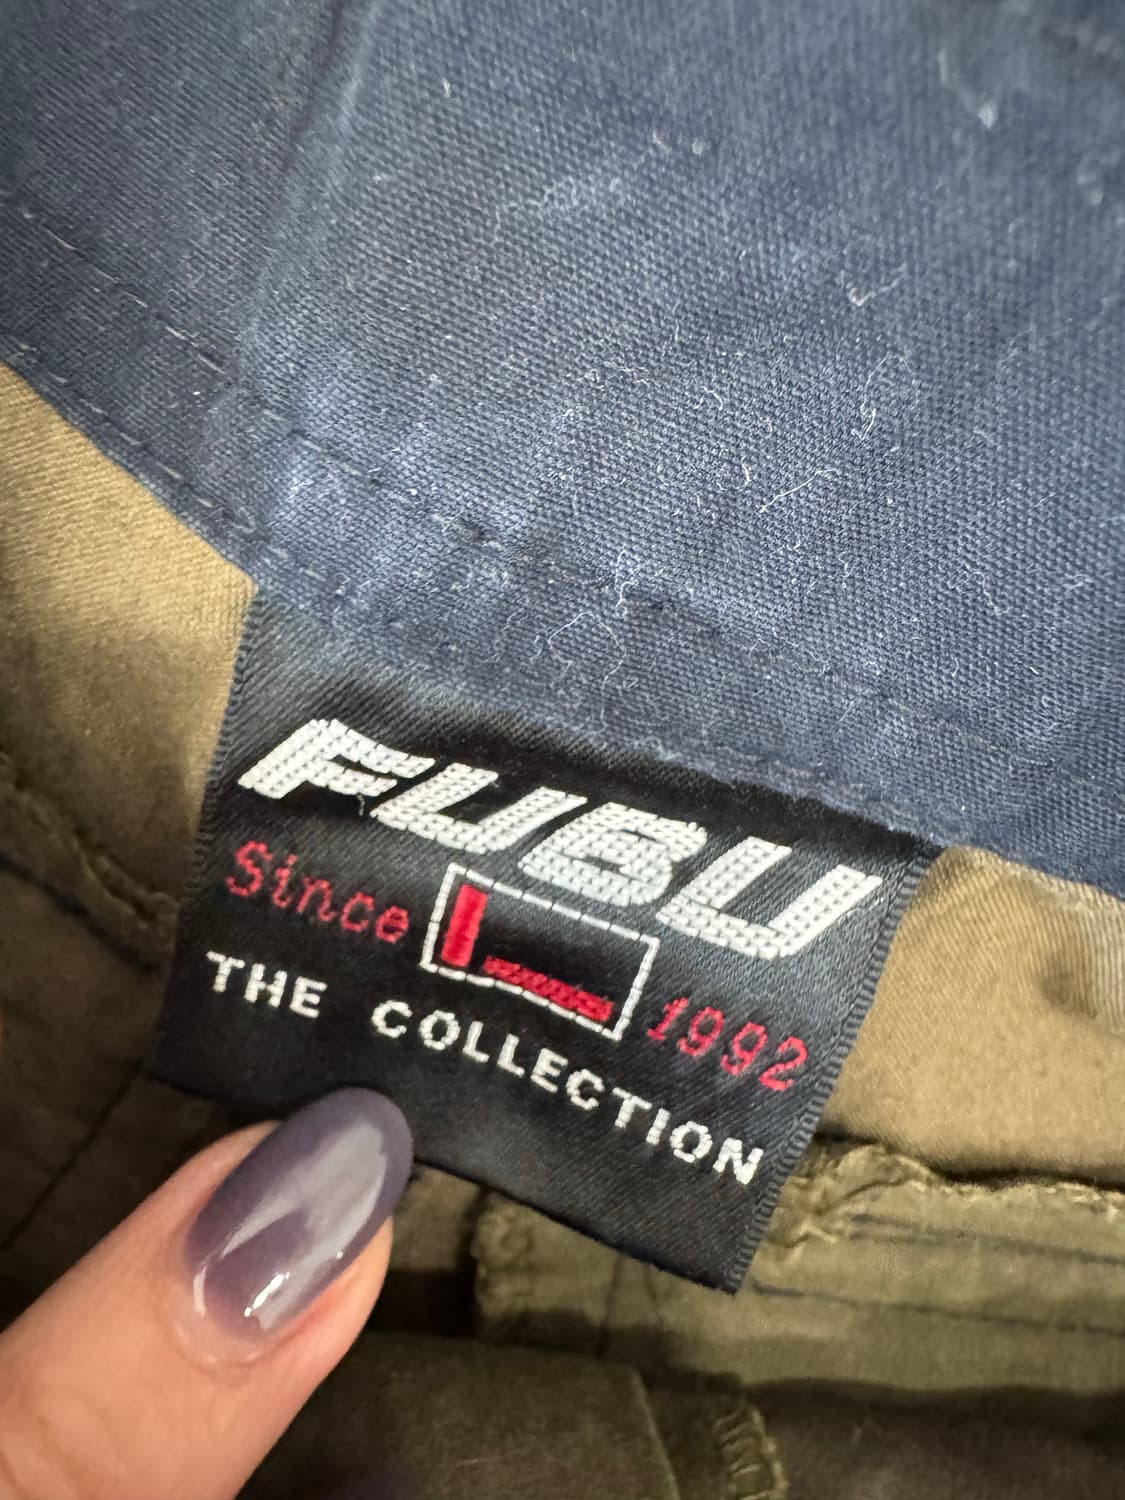 FUBU
Since L 1992
THE COLLECTION